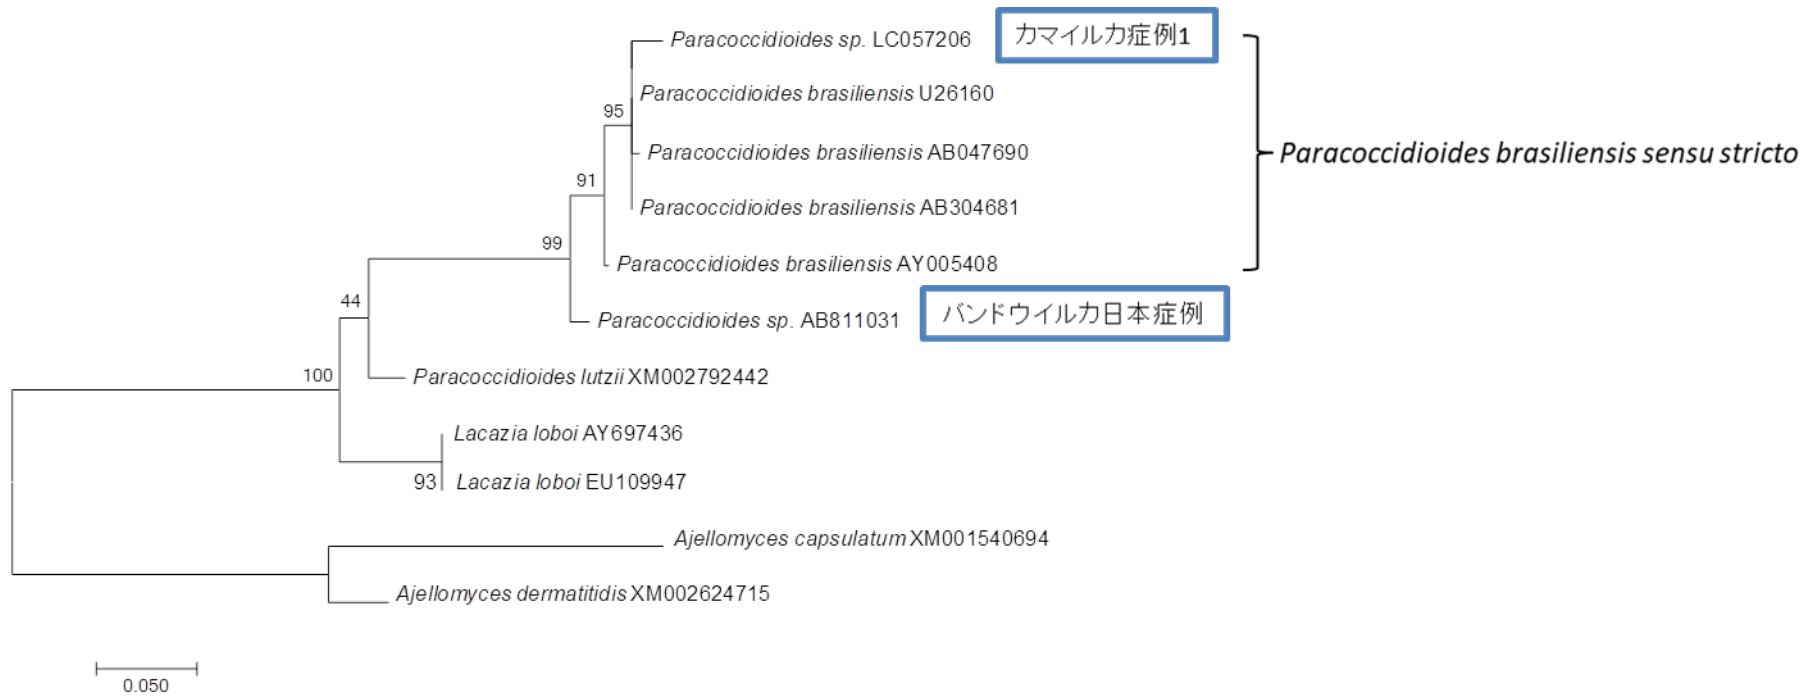 Paracoccidioides sp. LC057206 カマイルカ症例1
Paracoccidioides brasiliensis U26160
95
Paracoccidioides brasiliensis AB047690
Paracoccidioides brasiliensis sensu stricto
91
Paracoccidioides brasiliensis AB304681
99
Paracoccidioides brasiliensis AY005408
44
Paracoccidioides sp. AB811031 バンドウイルカ日本症例
100
Paracoccidioides lutzii XM002792442
Lacazia loboi AY697436
93
Lacazia loboi EU109947
Ajellomyces capsulatum XM001540694
Ajellomyces dermatitidis XM002624715
0.050